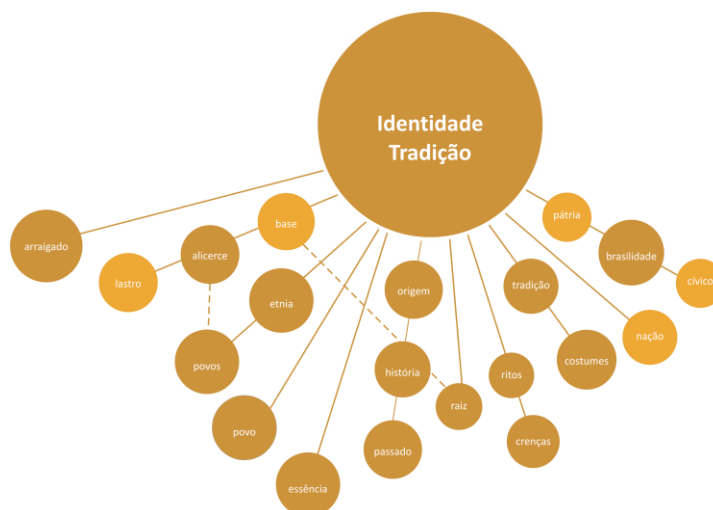 Identidade
Tradição
pátria
base
arraigado
alicerce
brasilidade
lastro
cívico
etnia
origem
tradição
nação
povos
história
ritos
costumes
raiz
povo
passado
crenças
essência